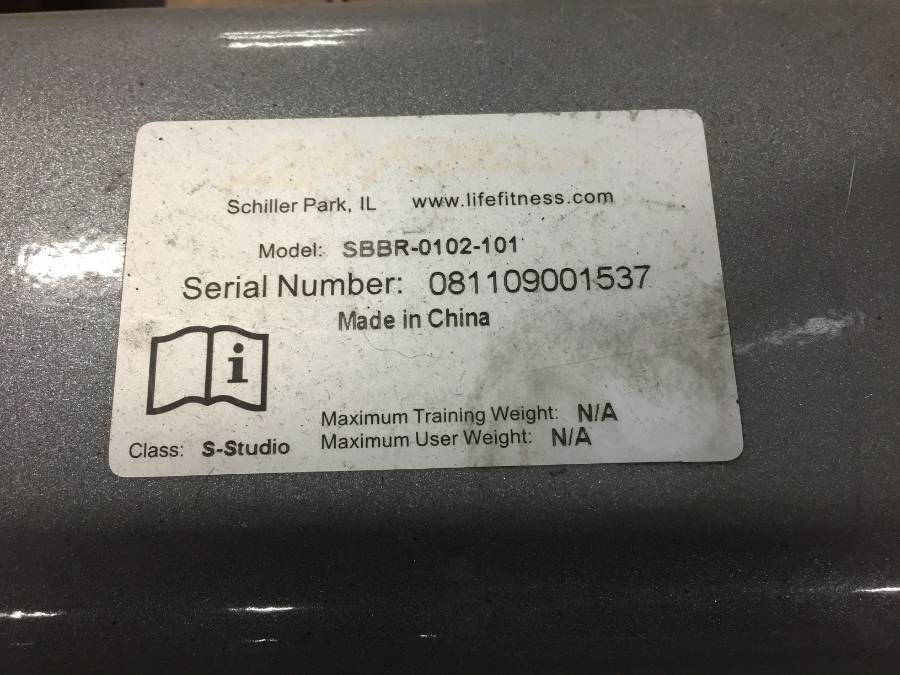 Schiller Park, IL www.lifefitness.com
Model: SBBR-0102-101
Serial Number: 081109001537
Made in China
i
Maximum Training Weight: N/A
Maximum User Weight: N/A
Class: S-Studio